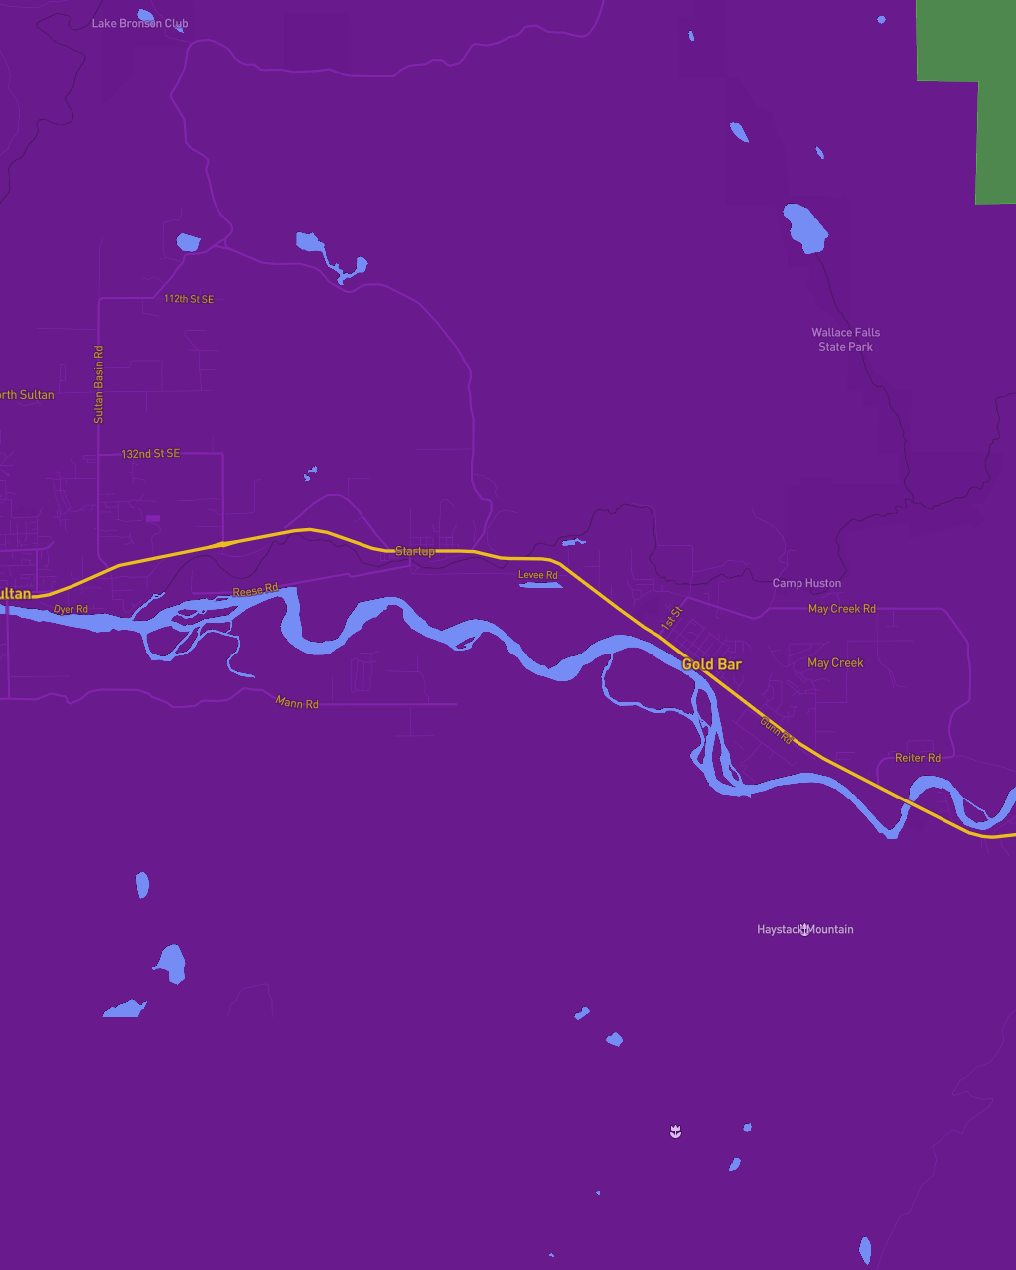 Lake Bronson Club
112th St SE
Wallace Falls
State Park
Sultan Basin Rd
orth Sultan
132nd St SE
Startup
Levee Rd
Camp Huston
Reese Rd
ultan
Dyer Rd
May Creek Rd
1st St
Gold Bar
May Creek
Mann Rd
Gunn Rd
Reiter Rd
Haystack Mountain